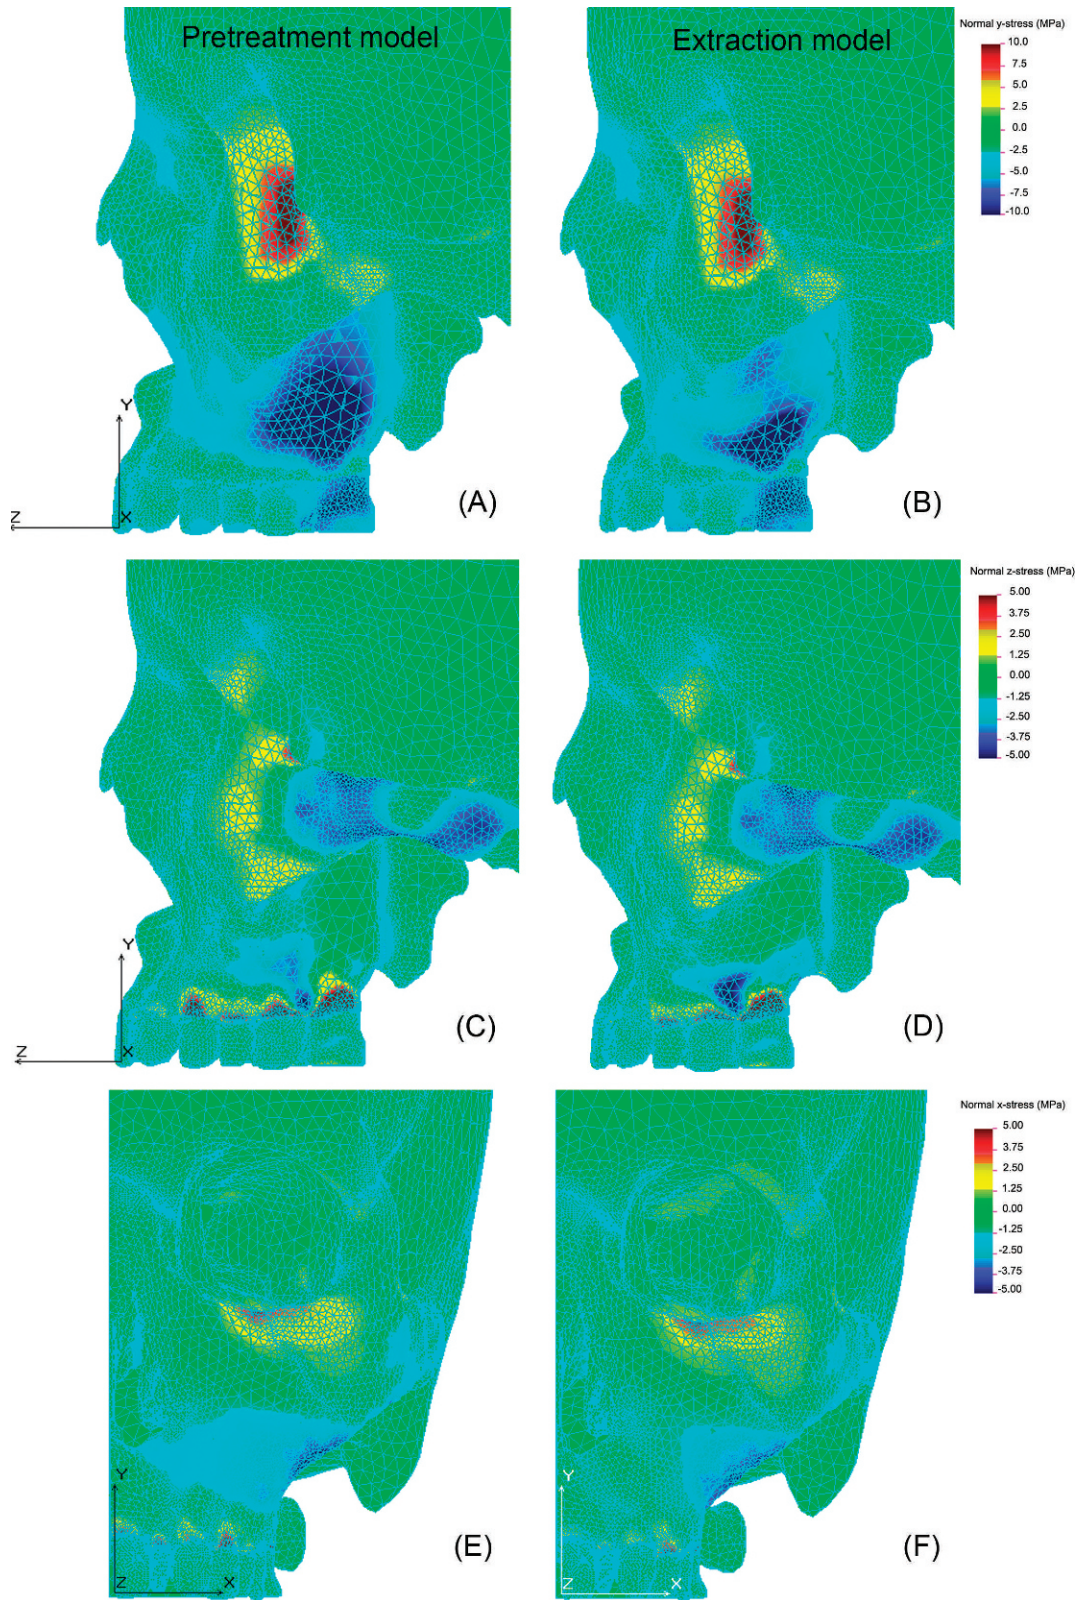 Pretreatment model
Extraction model
Normal y-stress (MPa)
10.0
7.5
5.0
2.5
0.0
-2.5
-5.0
-7.5
-10.0
Y
Z
X
(A)
(B)
Normal z-stress (MPa)
5.00
3.75
2.50
1.25
0.00
-1.25
-2.50
-3.75
-5.00
Y
Z
X
(C)
(D)
Normal x-stress (MPa)
5.00
3.75
2.50
1.25
0.00
-1.25
-2.50
-3.75
-5.00
Y
Z
X
(E)
Y
Z
X
(F)